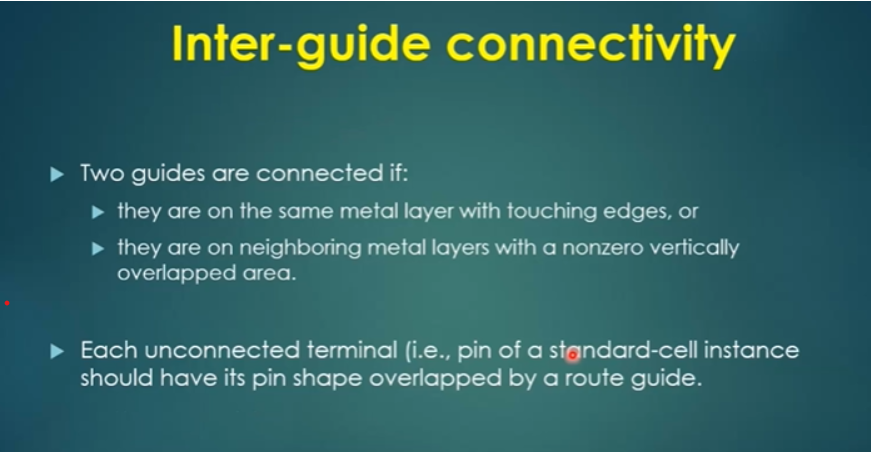 Inter-guide connectivity
Two guides are connected if:
they are on the same metal layer with touching edges, or
they are on neighboring metal layers with a nonzero vertically
overlapped area.
Each unconnected terminal (i.e., pin of a standard-cell instance
should have its pin shape overlapped by a route guide.